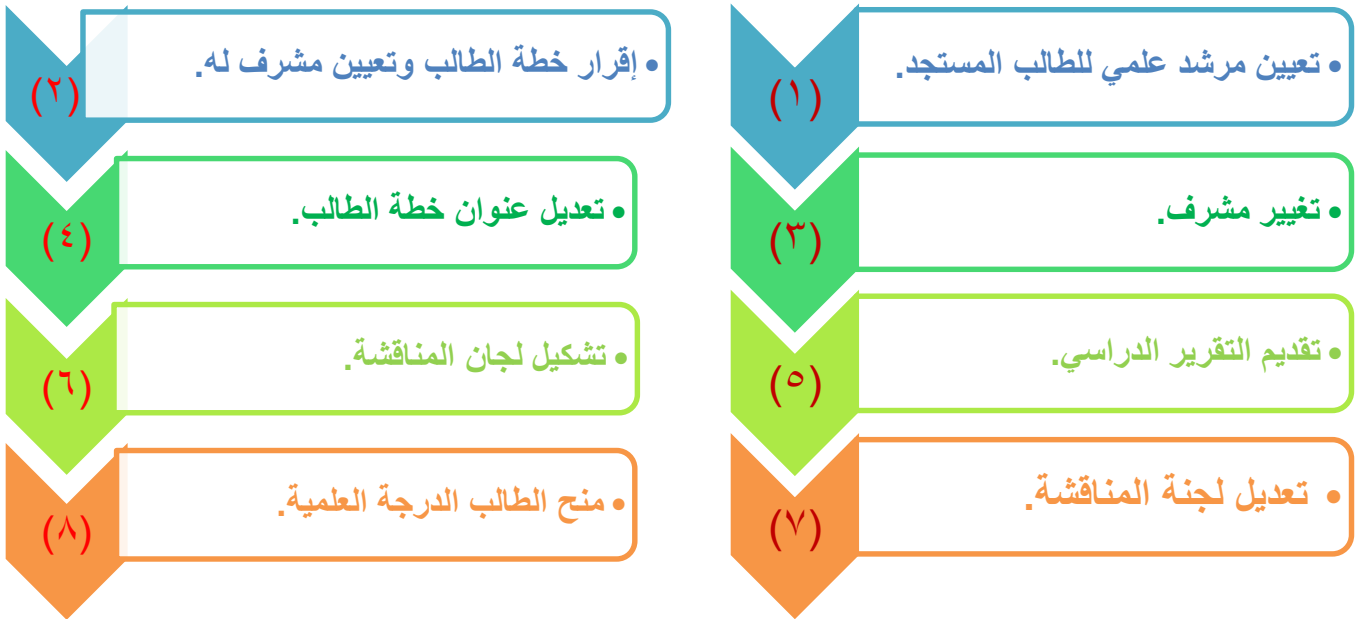 (١) • تعيين مرشد علمي للطالب المستجد.
(٢) • إقرار خطة الطالب وتعيين مشرف له.
(٣) • تغيير مشرف.
(٤) • تعديل عنوان خطة الطالب.
(٥) • تقديم التقرير الدراسي.
(٦) • تشكيل لجان المناقشة.
(٧) • تعديل لجنة المناقشة.
(٨) • منح الطالب الدرجة العلمية.